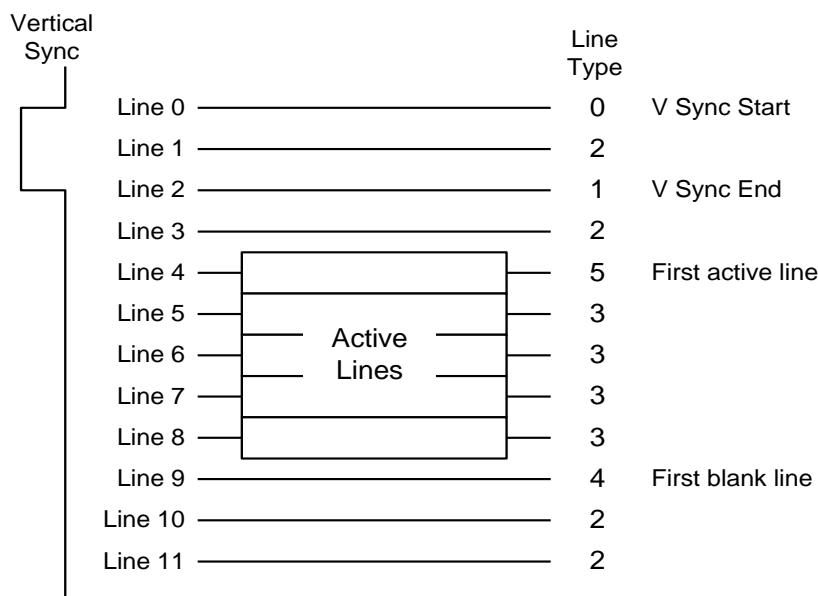 Vertical
Sync
Line
Type
Line 0 0 V Sync Start
Line 1 2
Line 2 1 V Sync End
Line 3 2
Line 4 5 First active line
Line 5 3
Line 6 3
Line 7 3
Line 8 3
Active
Lines
Line 9 4 First blank line
Line 10 2
Line 11 2